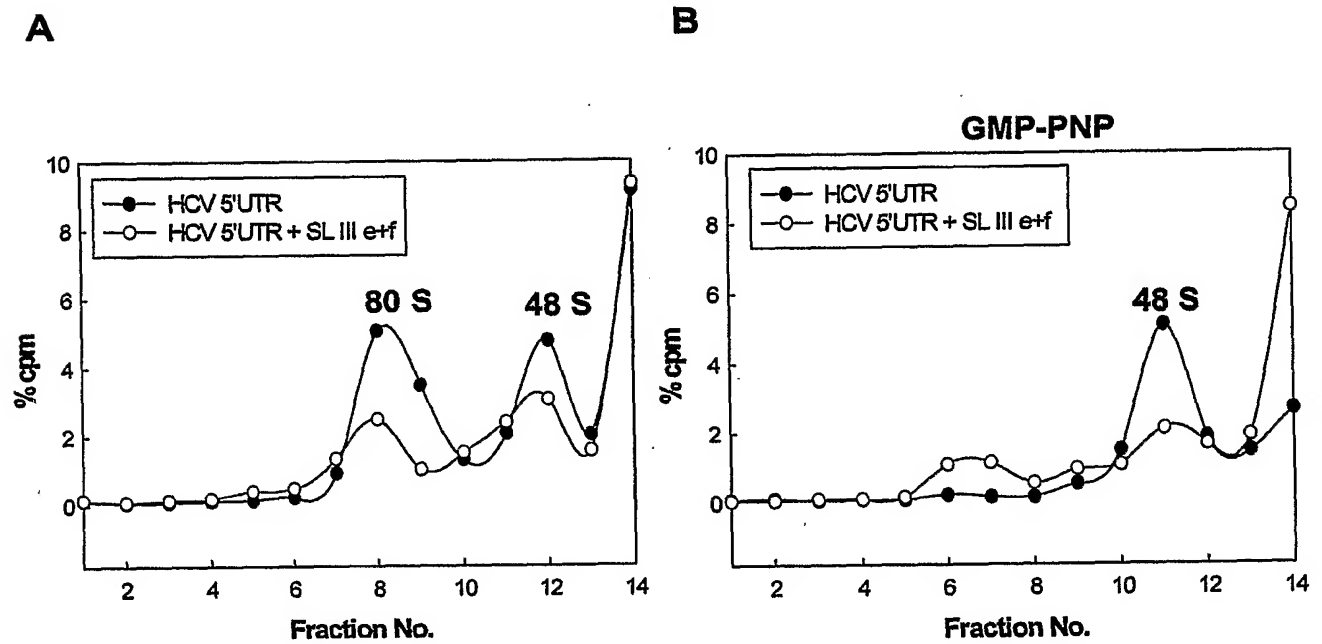 A
HCV 5'UTR
HCV 5'UTR + SL III e+f
80 S
48 S
% cpm
10
8
6
4
2
0
2 4 6 8 10 12 14
Fraction No.
B
GMP-PNP
HCV 5'UTR
HCV 5'UTR + SL III e+f
48 S
% cpm
10
8
6
4
2
0
2 4 6 8 10 12 14
Fraction No.